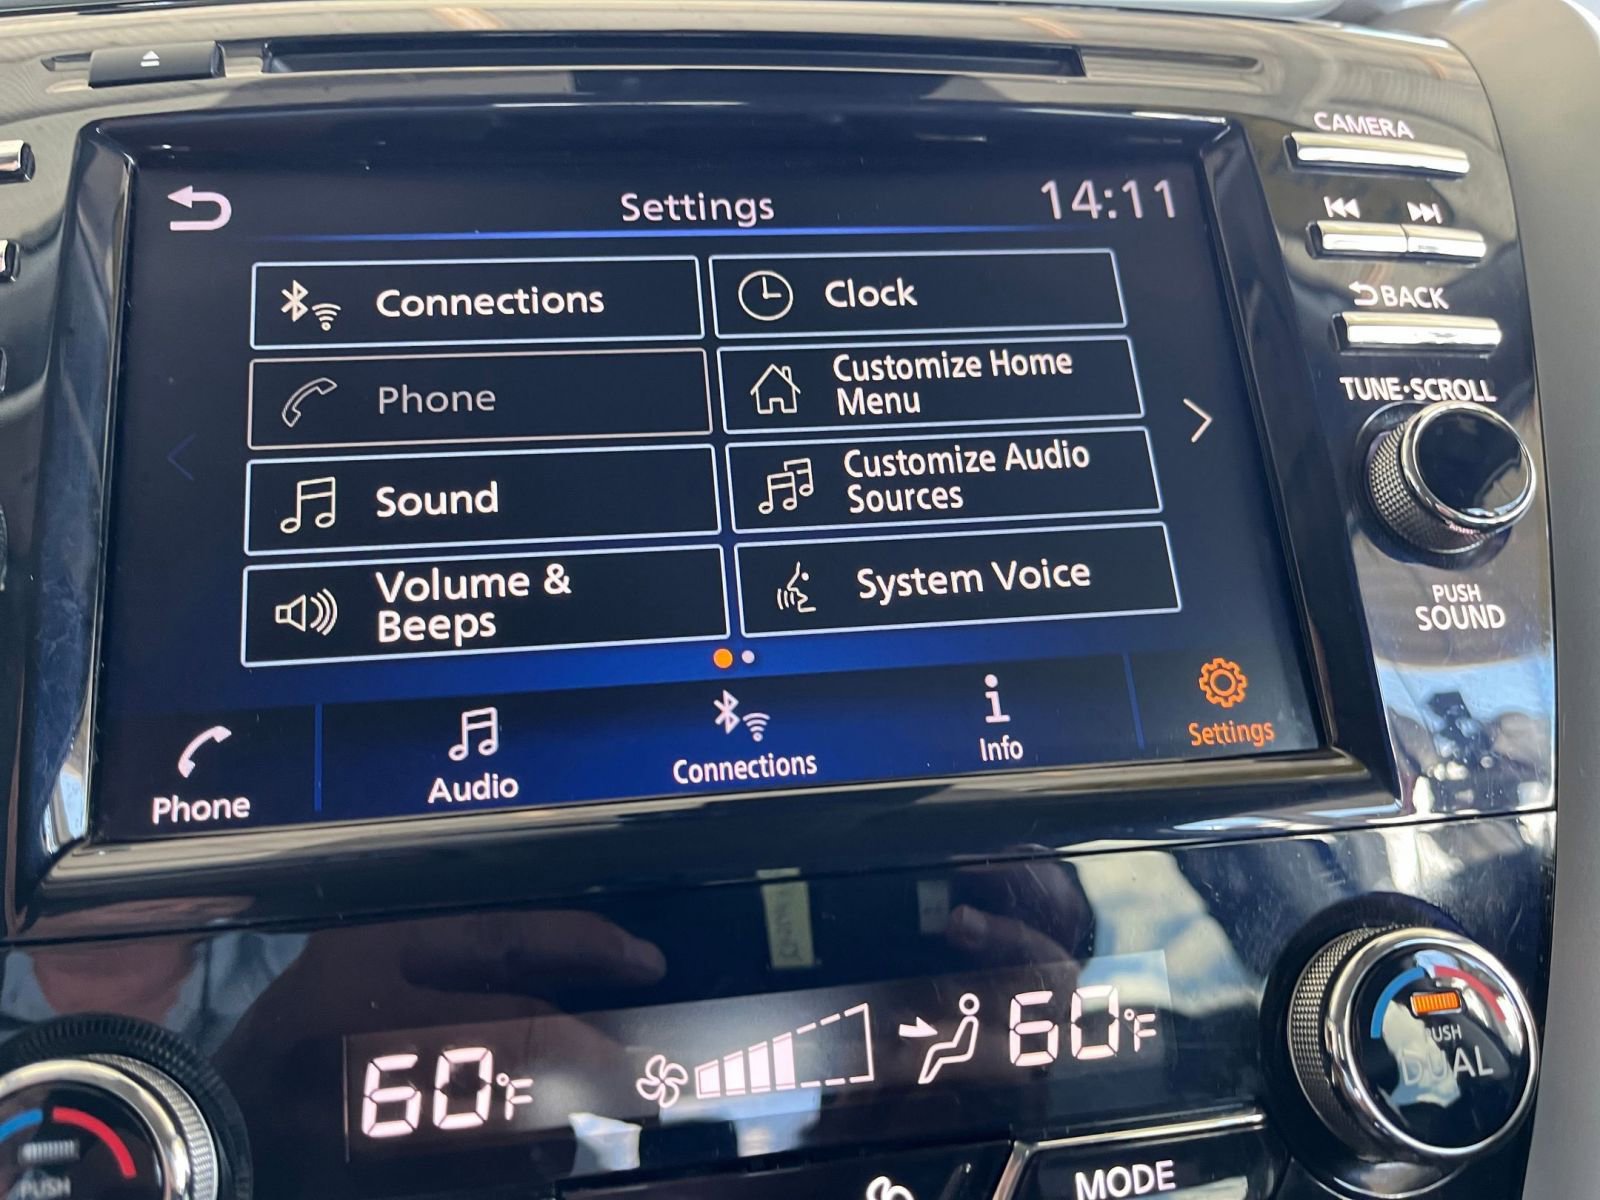 CAMERA
Settings
14:11
BACK
Connections
Clock
TUNE·SCROLL
Phone
Customize Home
Menu
Sound
Customize Audio
Sources
Volume &
Beeps
System Voice
PUSH
SOUND
Phone
Audio
Connections
Info
Settings
60°F
60°F
PUSH
DUAL
PUSH
MODE